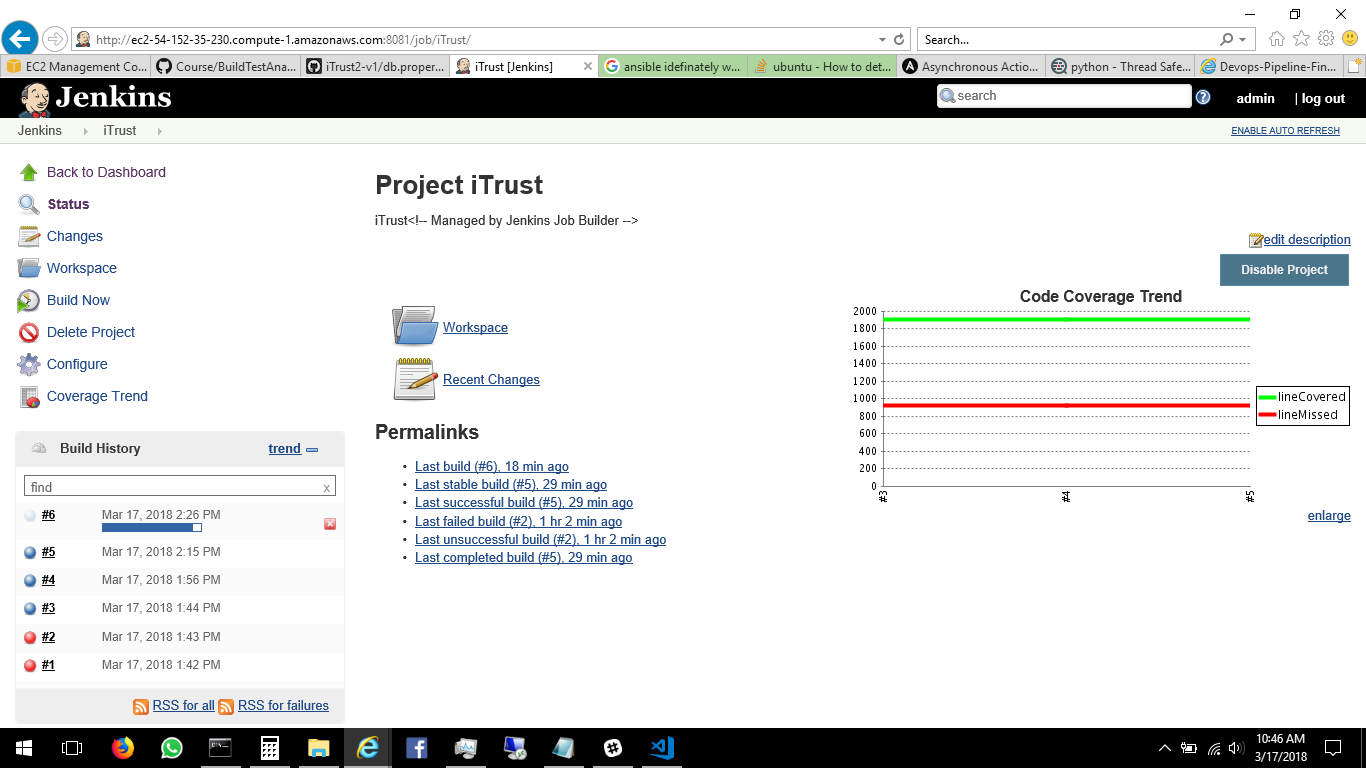 http://ec2-54-152-35-230.compute-1.amazonaws.com:8081/job/iTrust/
Search...
EC2 Management Co...
Course/BuildTestAna...
iTrust2-v1/db.proper...
iTrust [Jenkins]
ansible idefinately w...
ubuntu - How to det...
Asynchronous Actio...
python - Thread Safe...
Devops-Pipeline-Fin...
Jenkins
search
admin
| log out
Jenkins
iTrust
ENABLE AUTO REFRESH
Back to Dashboard
Status
Changes
Workspace
Build Now
Delete Project
Configure
Coverage Trend
Build History
trend
find
x
#6 Mar 17, 2018 2:26 PM
#5 Mar 17, 2018 2:15 PM
#4 Mar 17, 2018 1:56 PM
#3 Mar 17, 2018 1:44 PM
#2 Mar 17, 2018 1:43 PM
#1 Mar 17, 2018 1:42 PM
RSS for all
RSS for failures
Project iTrust
iTrust<!-- Managed by Jenkins Job Builder -->
edit description
Disable Project
Workspace
Recent Changes
Permalinks
• Last build (#6), 18 min ago
• Last stable build (#5), 29 min ago
• Last successful build (#5), 29 min ago
• Last failed build (#2), 1 hr 2 min ago
• Last unsuccessful build (#2), 1 hr 2 min ago
• Last completed build (#5), 29 min ago
Code Coverage Trend
2000
1800
1600
1400
1200
1000
800
600
400
200
0
#3
#4
#5
lineCovered
lineMissed
enlarge
10:46 AM
3/17/2018